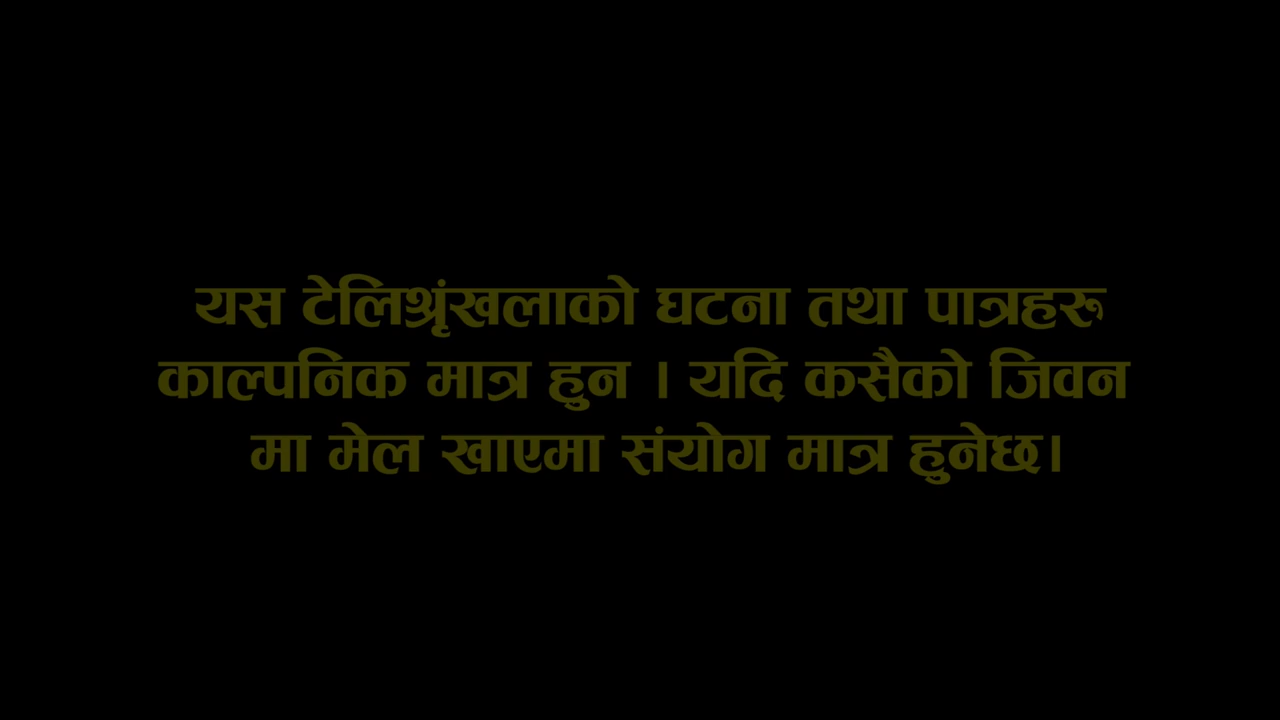 यस टेलिश्रृंखलाको घटना तथा पात्रहरु
काल्पनिक मात्र हुन । यदि कसैको जिवन
मा मेल खाएमा संयोग मात्र हुनेछ।